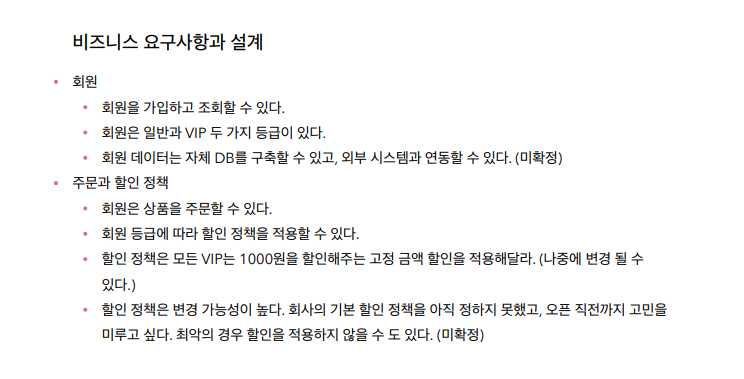 비즈니스 요구사항과 설계
• 회원
• 회원을 가입하고 조회할 수 있다.
• 회원은 일반과 VIP 두 가지 등급이 있다.
• 회원 데이터는 자체 DB를 구축할 수 있고, 외부 시스템과 연동할 수 있다. (미확정)
• 주문과 할인 정책
• 회원은 상품을 주문할 수 있다.
• 회원 등급에 따라 할인 정책을 적용할 수 있다.
• 할인 정책은 모든 VIP는 1000원을 할인해주는 고정 금액 할인을 적용해달라. (나중에 변경 될 수
있다.)
• 할인 정책은 변경 가능성이 높다. 회사의 기본 할인 정책을 아직 정하지 못했고, 오픈 직전까지 고민을
미루고 싶다. 최악의 경우 할인을 적용하지 않을 수 도 있다. (미확정)